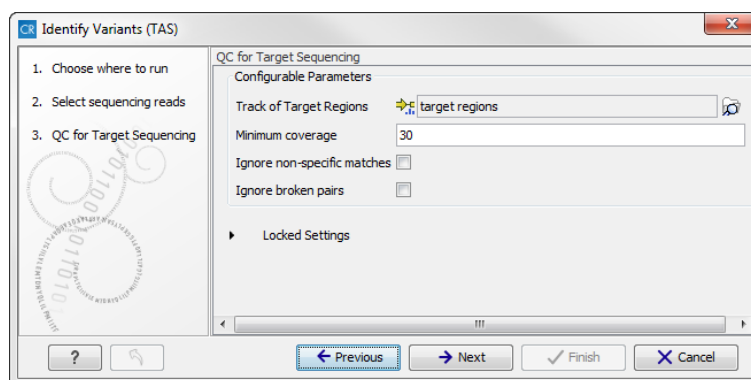 CR Identify Variants (TAS)
1. Choose where to run
2. Select sequencing reads
3. QC for Target Sequencing
QC for Target Sequencing
Configurable Parameters
Track of Target Regions target regions
Minimum coverage 30
Ignore non-specific matches
Ignore broken pairs
Locked Settings
? Previous Next Finish Cancel